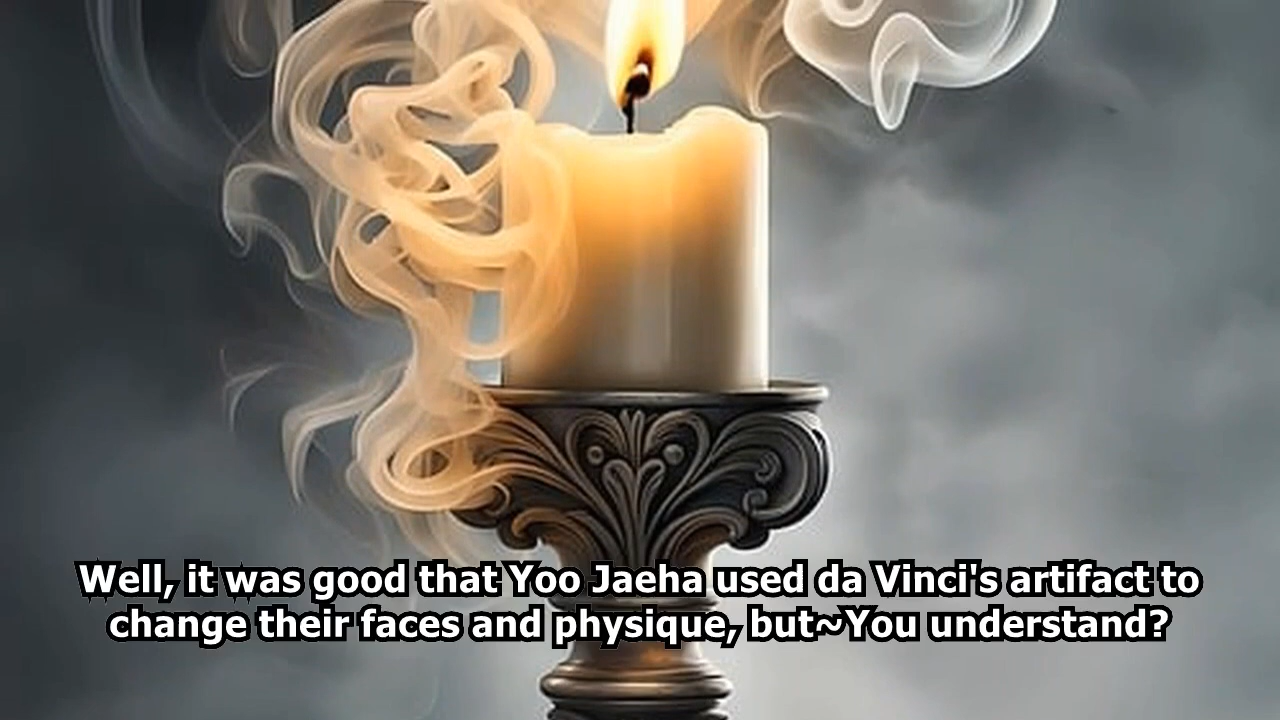 Well, it was good that Yoo Jaeha used da Vinci's artifact to
change their faces and physique, but~You understand?